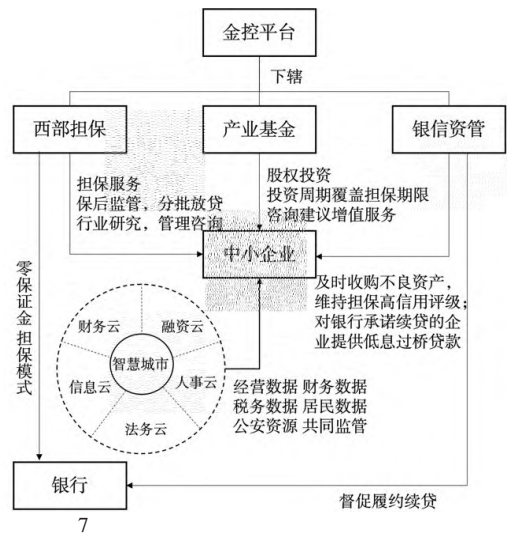 金控平台
下辖
西部担保
产业基金
银信资管
担保服务
保后监管，分批放贷
行业研究，管理咨询
股权投资
投资周期覆盖担保期限
咨询建议增值服务
中小企业
及时收购不良资产，
维持担保高信用评级；
对银行承诺续贷的企
业提供低息过桥贷款
零保证金担保模式
财务云
融资云
智慧城市
信息云
人事云
法务云
经营数据 财务数据
税务数据 居民数据
公安资源 共同监管
银行
督促履约续贷
7